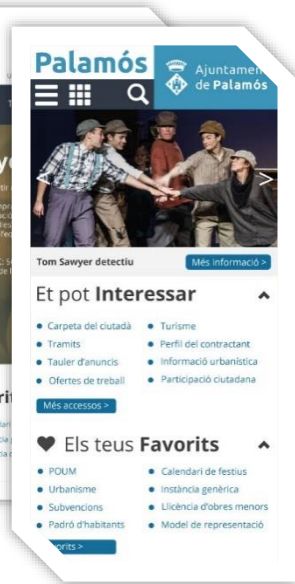 Palamós
Ajuntament
de Palamós
Tom Sawyer detectiu
Més informació >
Et pot Interessar
Carpeta del ciutadà
Turisme
Tramits
Perfil del contractant
Tauler d'anuncis
Informació urbanística
Ofertes de treball
Participació ciutadana
Més accessos >
Els teus Favorits
POUM
Calendari de festius
Urbanisme
Instància genèrica
Subvencions
Llicència d'obres menors
Padró d'habitants
Model de representació